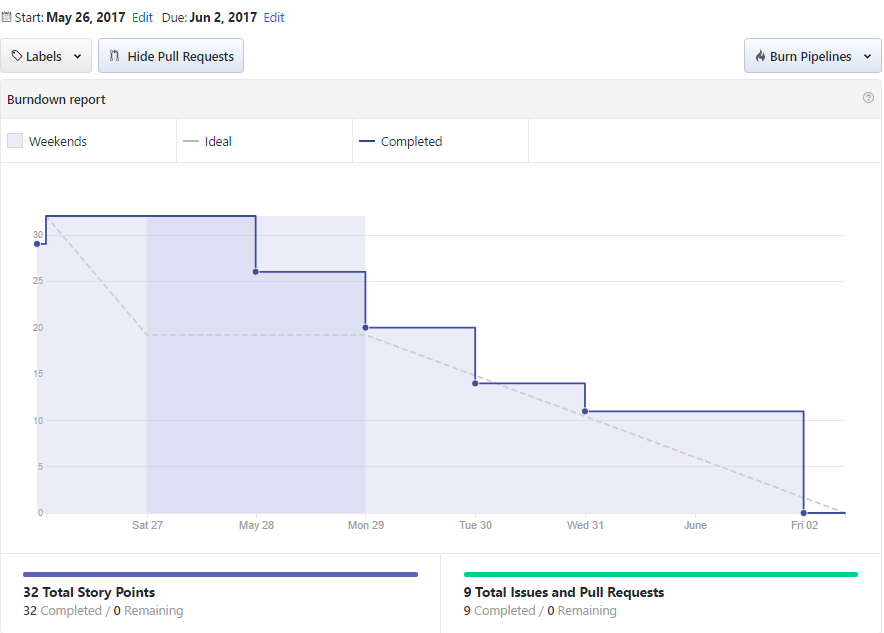 Start: May 26, 2017 Edit Due: Jun 2, 2017 Edit
Labels Hide Pull Requests Burn Pipelines
Burndown report
Weekends Ideal Completed
30
25
20
15
10
5
0
Sat 27 May 28 Mon 29 Tue 30 Wed 31 June Fri 02
32 Total Story Points
32 Completed / 0 Remaining
9 Total Issues and Pull Requests
9 Completed / 0 Remaining